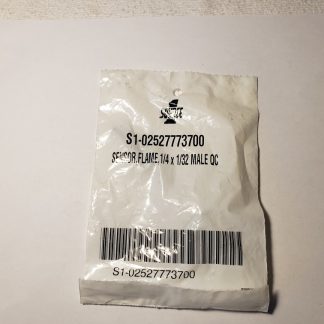 S1-02527773700
SENSOR,FLAME,1/4 x 1/32 MALE QC
S1-02527773700